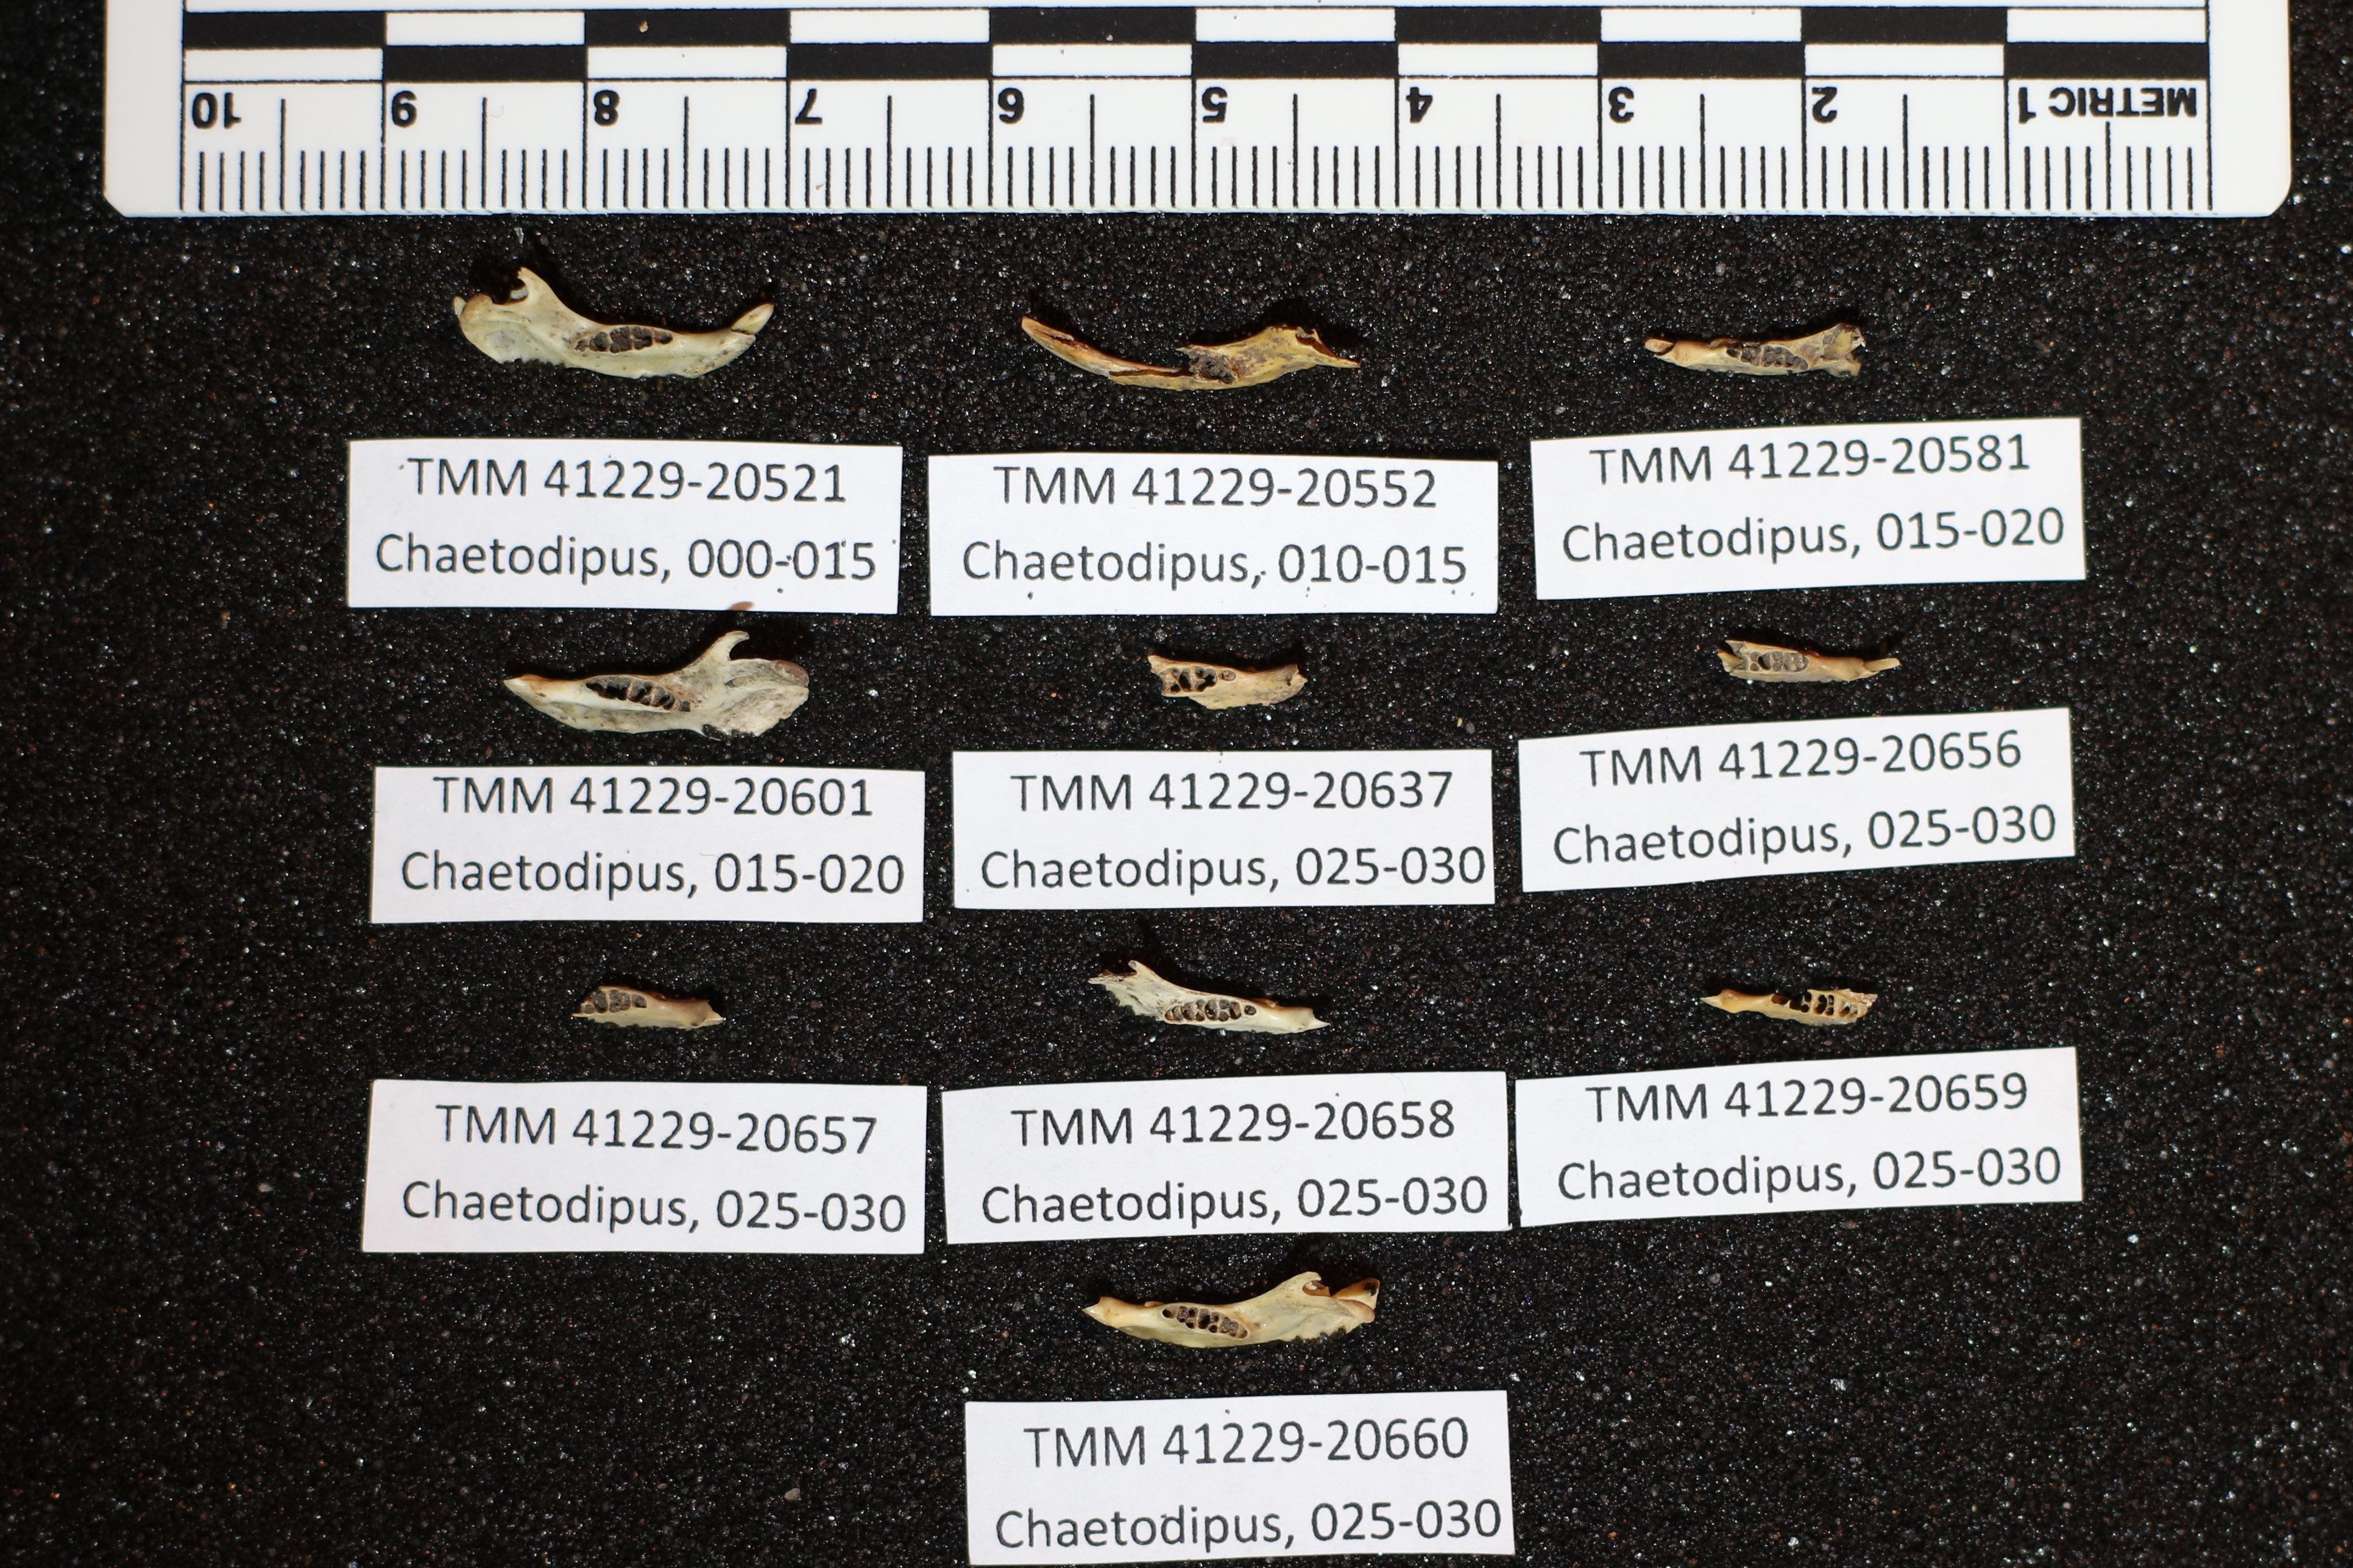 10 9 8 7 6 5 4 3 2 1 METRIC
TMM 41229-20521
Chaetodipus, 000-015
TMM 41229-20552
Chaetodipus, 010-015
TMM 41229-20581
Chaetodipus, 015-020
TMM 41229-20601
Chaetodipus, 015-020
TMM 41229-20637
Chaetodipus, 025-030
TMM 41229-20656
Chaetodipus, 025-030
TMM 41229-20657
Chaetodipus, 025-030
TMM 41229-20658
Chaetodipus, 025-030
TMM 41229-20659
Chaetodipus, 025-030
TMM 41229-20660
Chaetodipus, 025-030